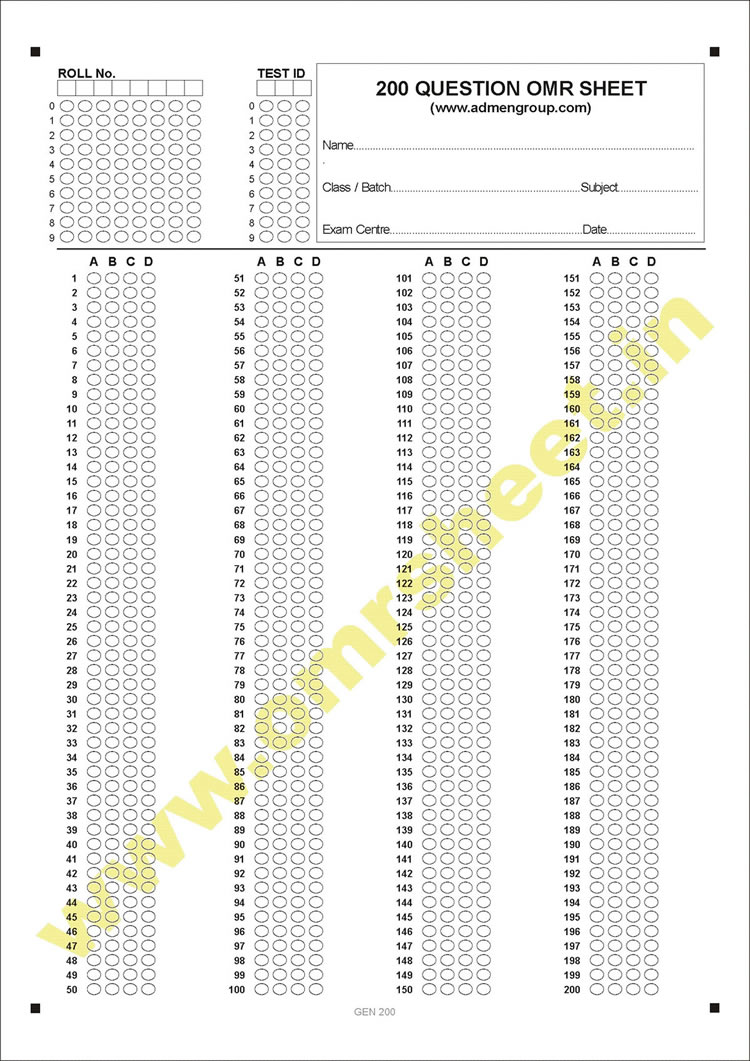 ROLL No. TEST ID
200 QUESTION OMR SHEET
(www.admengroup.com)
Name
Class / Batch Subject
Exam Centre Date
0 0
1 1
2 2
3 3
4 4
5 5
6 6
7 7
8 8
9 9
A B C D A B C D A B C D A B C D
1 51 101 151
2 52 102 152
3 53 103 153
4 54 104 154
5 55 105 155
6 56 106 156
7 57 107 157
8 58 108 158
9 59 109 159
10 60 110 160
11 61 111 161
12 62 112 162
13 63 113 163
14 64 114 164
15 65 115 165
16 66 116 166
17 67 117 167
18 68 118 168
19 69 119 169
20 70 120 170
21 71 121 171
22 72 122 172
23 73 123 173
24 74 124 174
25 75 125 175
26 76 126 176
27 77 127 177
28 78 128 178
29 79 129 179
30 80 130 180
31 81 131 181
32 82 132 182
33 83 133 183
34 84 134 184
35 85 135 185
36 86 136 186
37 87 137 187
38 88 138 188
39 89 139 189
40 90 140 190
41 91 141 191
42 92 142 192
43 93 143 193
44 94 144 194
45 95 145 195
46 96 146 196
47 97 147 197
48 98 148 198
49 99 149 199
50 100 150 200
www.omrsheet.in
GEN 200